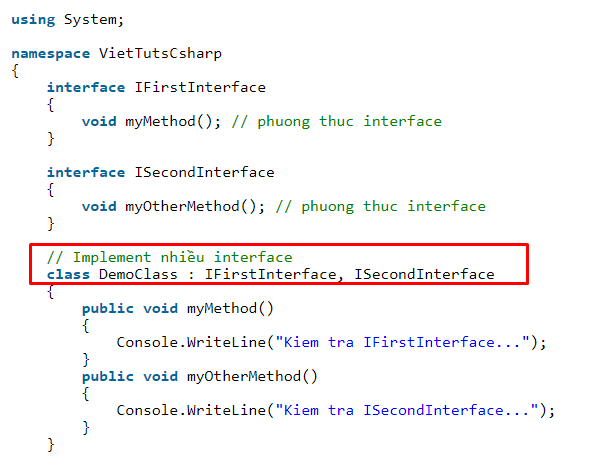 using System;
namespace VietTutsCsharp
{
    interface IFirstInterface
    {
        void myMethod(); // phuong thuc interface
    }
    interface ISecondInterface
    {
        void myOtherMethod(); // phuong thuc interface
    }
    // Implement nhiều interface
    class DemoClass : IFirstInterface, ISecondInterface
    {
        public void myMethod()
        {
            Console.WriteLine("Kiem tra IFirstInterface...");
        }
        public void myOtherMethod()
        {
            Console.WriteLine("Kiem tra ISecondInterface...");
        }
    }